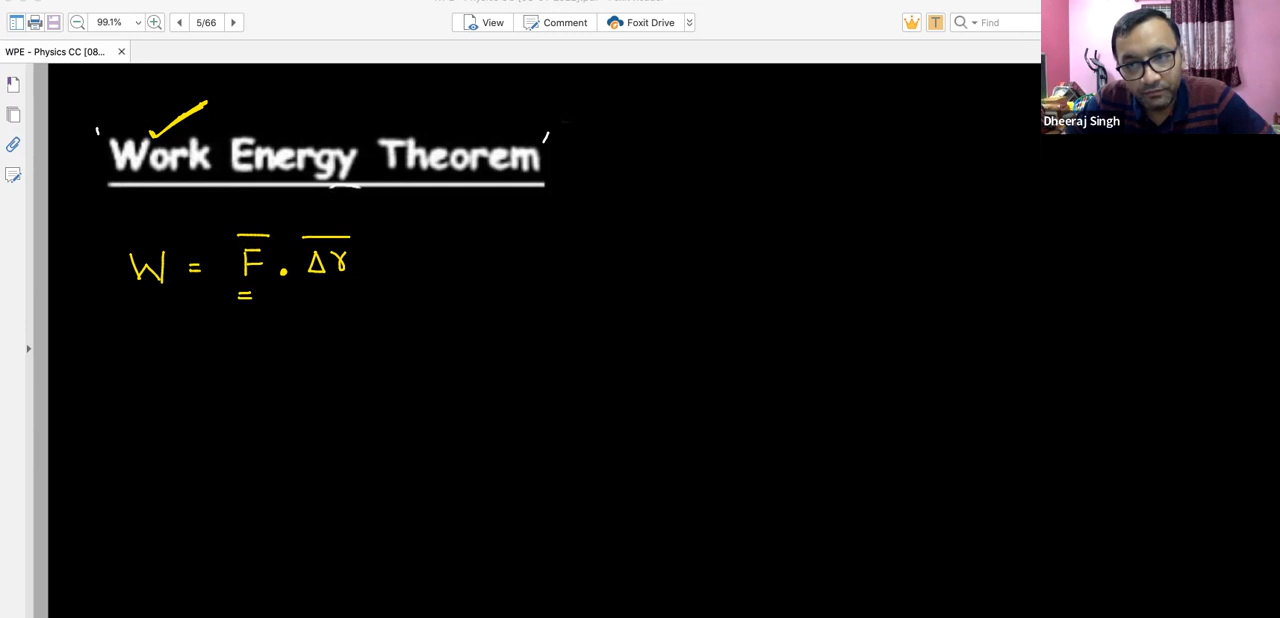 99.1%
5/66
View
Comment
Foxit Drive
Find
WPE - Physics CC [08...
Dheeraj Singh
'Work Energy Theorem'
W = F . Δr
=